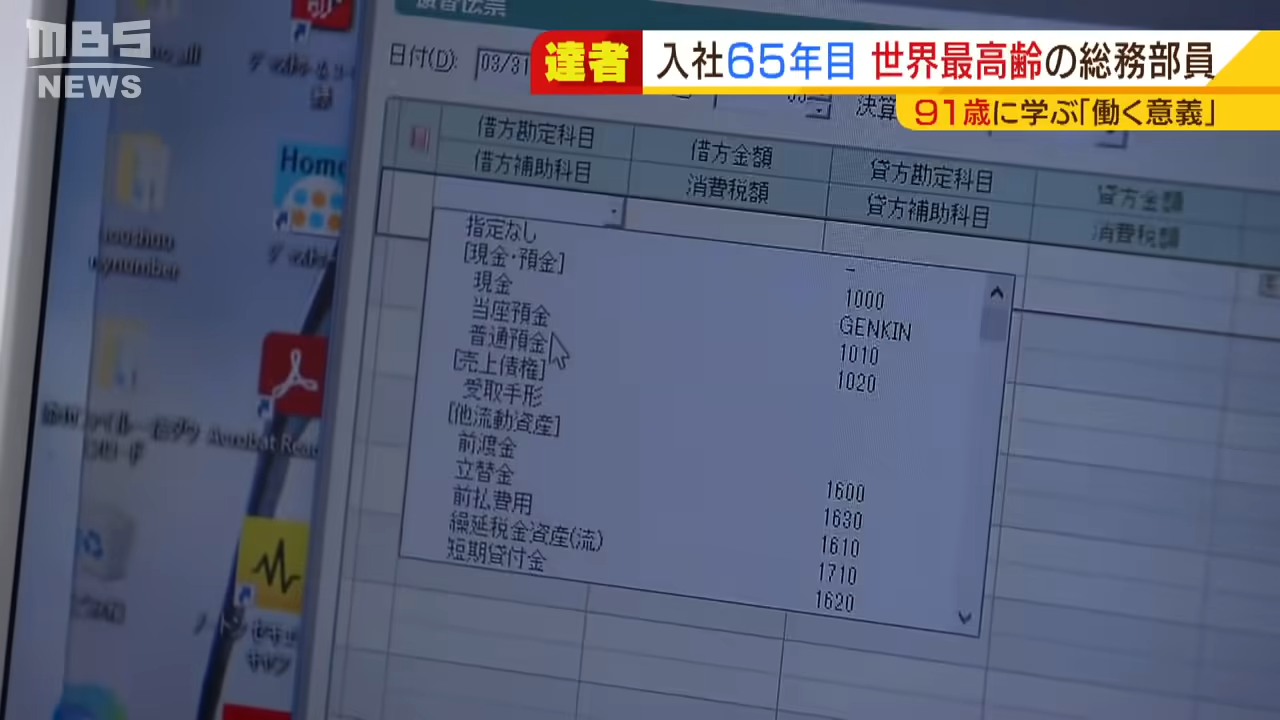 MBS
NEWS
達者
入社65年目 世界最高齢の総務部員
91歳に学ぶ「働く意義」
日付(D):
03/31
決算
借方勘定科目
借方金額
貸方勘定科目
貸方金額
借方補助科目
消費税額
貸方補助科目
消費税額
指定なし
[現金・預金]
現金
1000
GENKIN
当座預金
1010
普通預金
1020
[売上債権]
受取手形
[他流動資産]
前渡金
1600
立替金
1630
前払費用
1610
繰延税金資産(流)
1710
短期貸付金
1620
Home
Acrobat Read